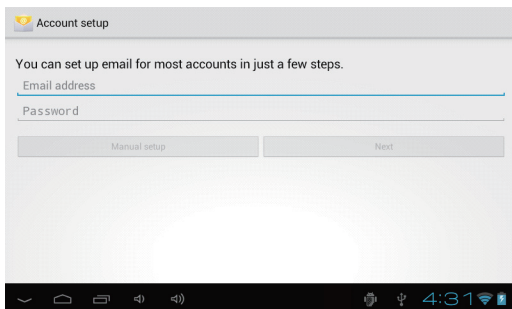 Account setup
You can set up email for most accounts in just a few steps.
Email address
Password
Manual setup
Next
4:31